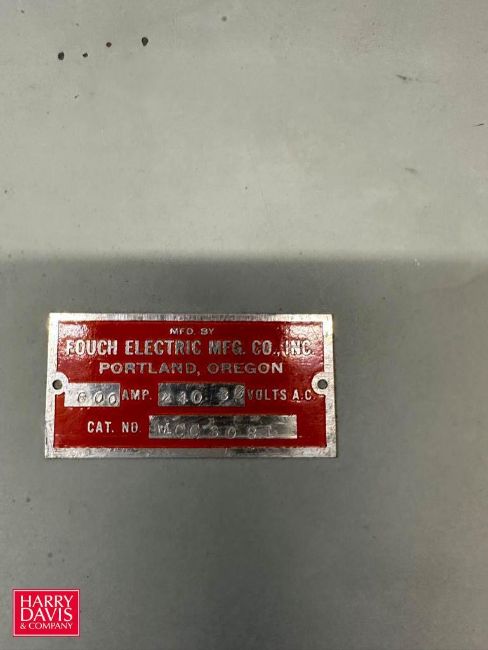 MFD. BY
FOUCH ELECTRIC MFG. CO., INC.
PORTLAND, OREGON
600 AMP. VOLTS A.C.
CAT. NO.
HARRY
DAVIS
& COMPANY